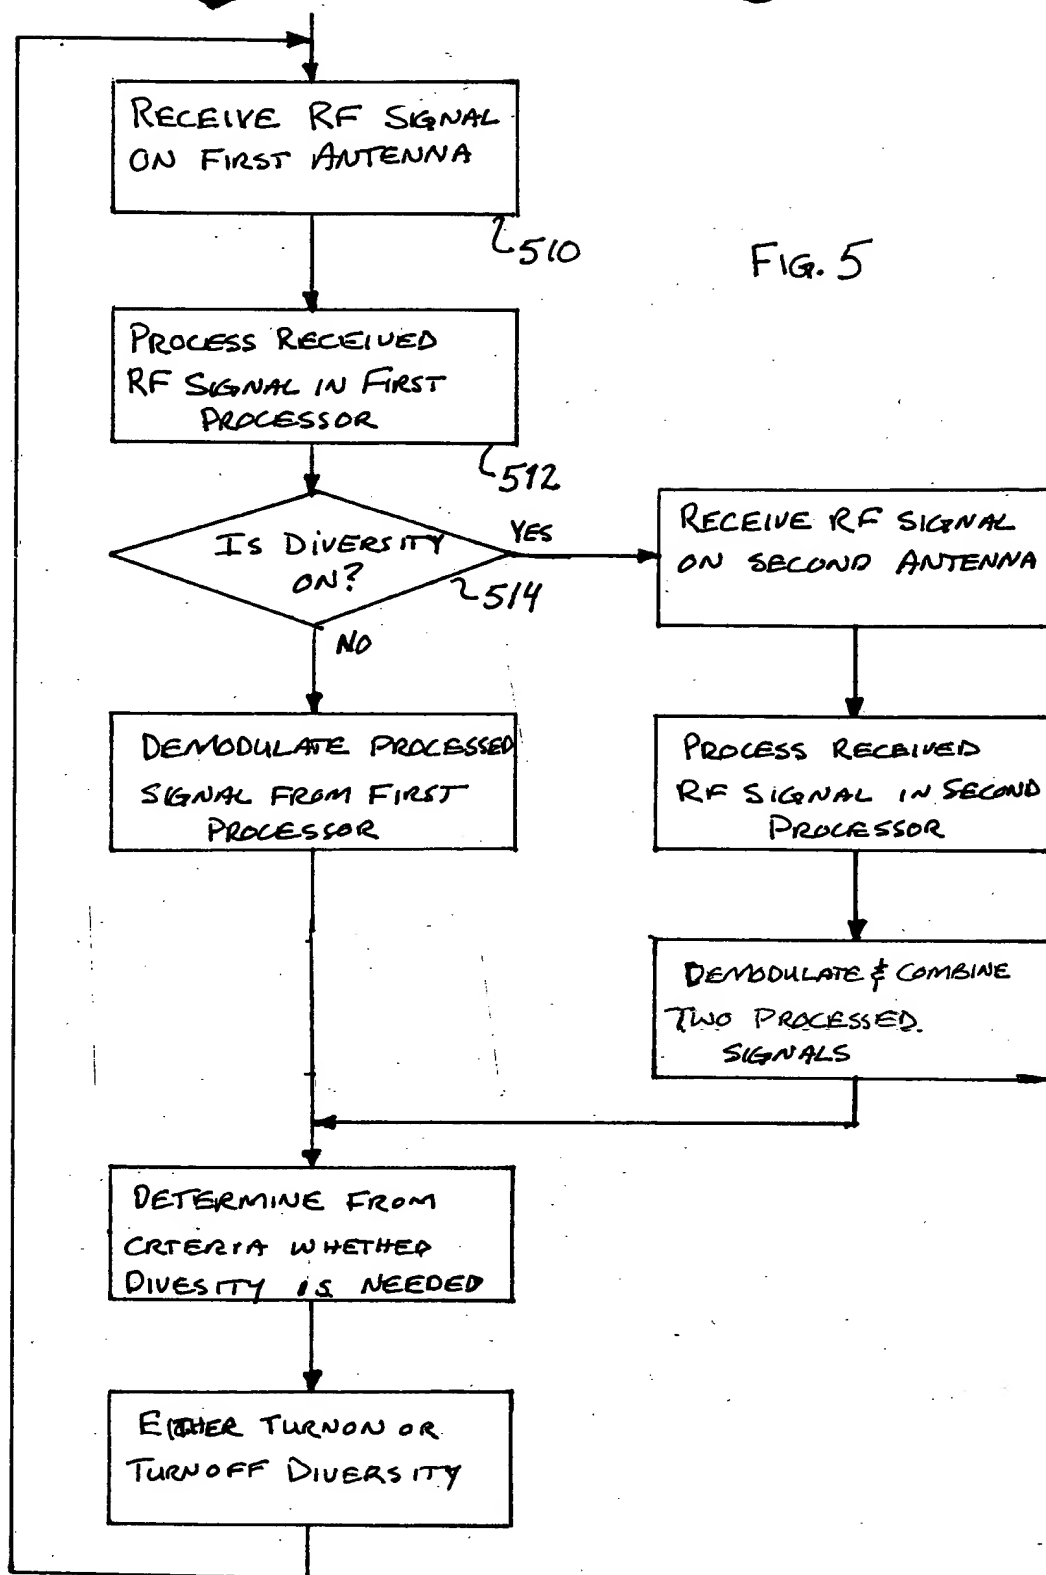 RECEIVE RF SIGNAL
ON FIRST ANTENNA
510
FIG. 5
PROCESS RECEIVED
RF SIGNAL IN FIRST
PROCESSOR
512
IS DIVERSITY
ON?
514
YES
NO
RECEIVE RF SIGNAL
ON SECOND ANTENNA
DEMODULATE PROCESSED
SIGNAL FROM FIRST
PROCESSOR
PROCESS RECEIVED
RF SIGNAL IN SECOND
PROCESSOR
DEMODULATE & COMBINE
TWO PROCESSED
SIGNALS
DETERMINE FROM
CRTERIA WHETHED
DIVESITY IS NEEDED
EITHER TURNON OR
TURNOFF DIVERSITY